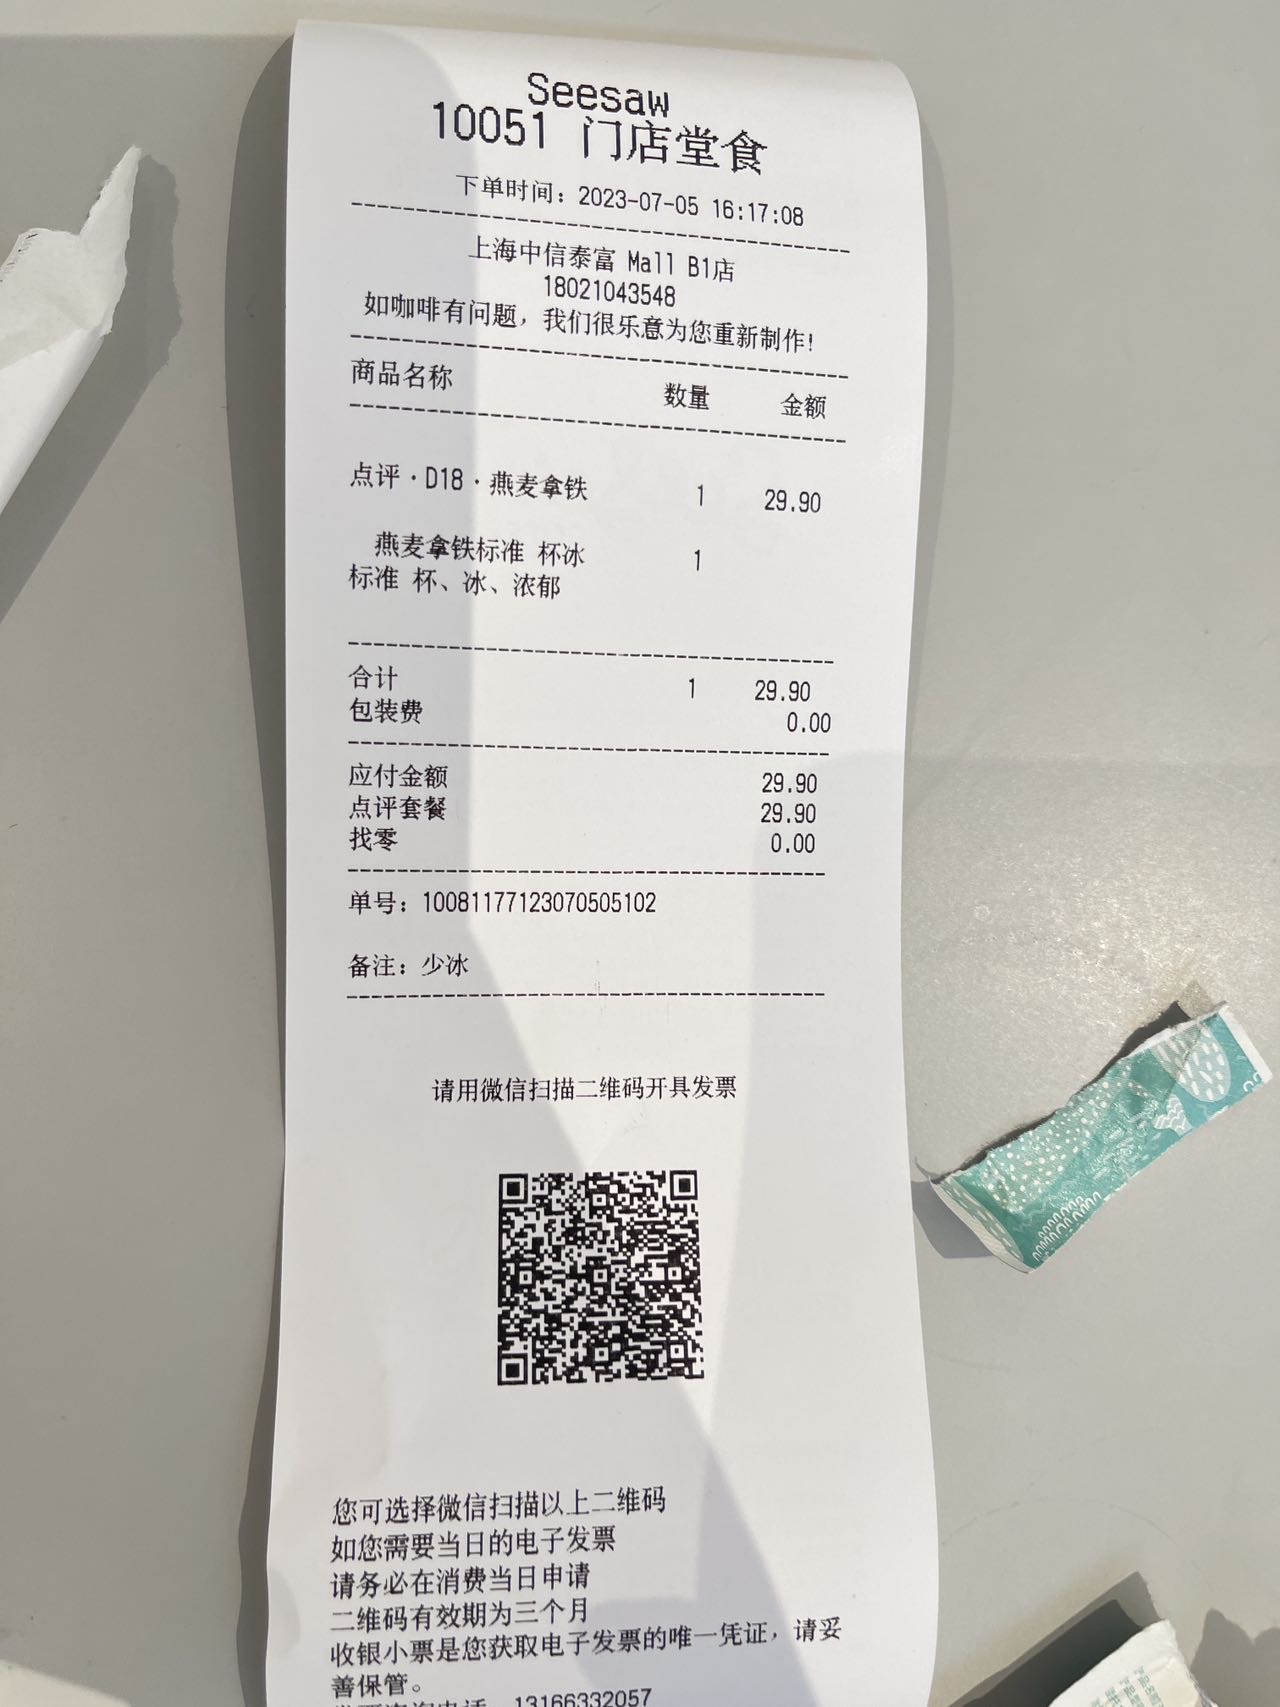 Seesaw
10051 门店堂食
下单时间：2023-07-05 16:17:08
上海中信泰富 Mall B1店
18021043548
如咖啡有问题，我们很乐意为您重新制作！
商品名称 数量 金额
点评·D18·燕麦拿铁 1 29.90
燕麦拿铁标准 杯冰 1
标准 杯、冰、浓郁
合计 1 29.90
包装费 0.00
应付金额 29.90
点评套餐 29.90
找零 0.00
单号：10081177123070505102
备注：少冰
请用微信扫描二维码开具发票
您可选择微信扫描以上二维码
如您需要当日的电子发票
请务必在消费当日申请
二维码有效期为三个月
收银小票是您获取电子发票的唯一凭证，请妥
善保管。
13166332057